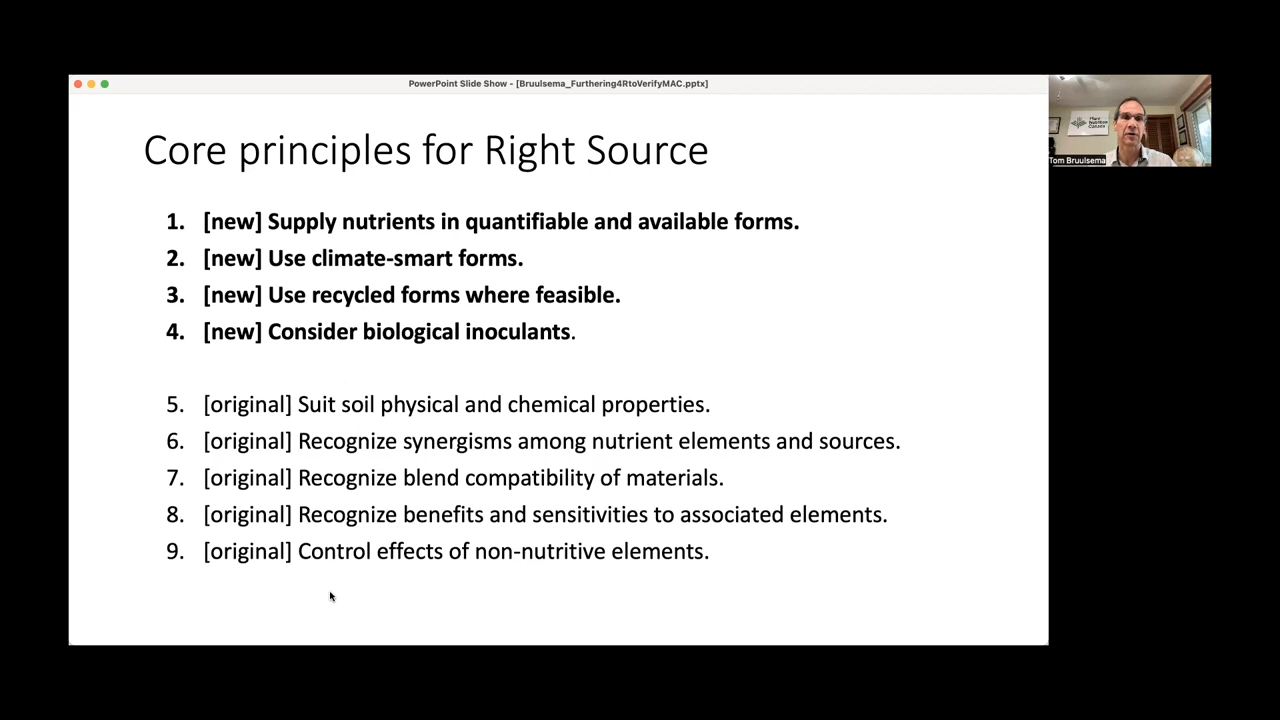 PowerPoint Slide Show - [Bruulsema_Furthering4RtoVerifyMAC.pptx]
Core principles for Right Source
1. [new] Supply nutrients in quantifiable and available forms.
2. [new] Use climate-smart forms.
3. [new] Use recycled forms where feasible.
4. [new] Consider biological inoculants.
5. [original] Suit soil physical and chemical properties.
6. [original] Recognize synergisms among nutrient elements and sources.
7. [original] Recognize blend compatibility of materials.
8. [original] Recognize benefits and sensitivities to associated elements.
9. [original] Control effects of non-nutritive elements.
Plant
Nutrition
Canada
Tom Bruulsema